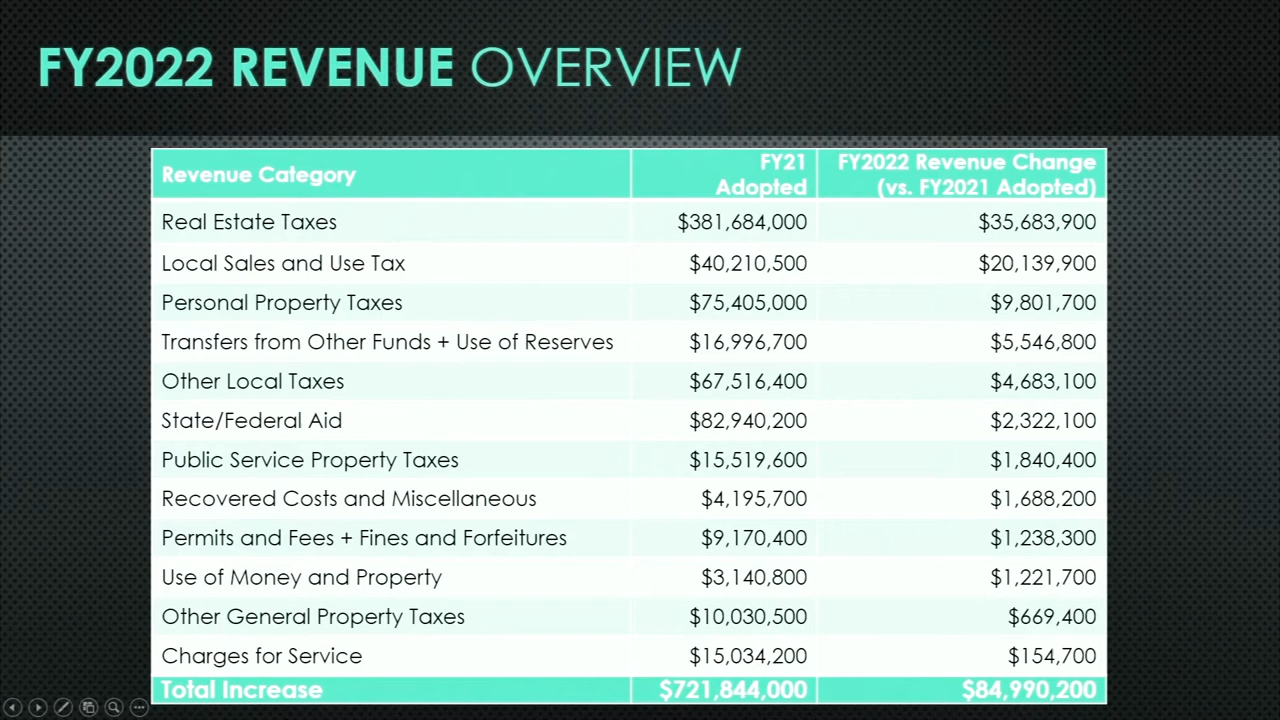 FY2022 REVENUE OVERVIEW
Revenue Category FY21 Adopted FY2022 Revenue Change (vs. FY2021 Adopted)
Real Estate Taxes $381,684,000 $35,683,900
Local Sales and Use Tax $40,210,500 $20,139,900
Personal Property Taxes $75,405,000 $9,801,700
Transfers from Other Funds + Use of Reserves $16,996,700 $5,546,800
Other Local Taxes $67,516,400 $4,683,100
State/Federal Aid $82,940,200 $2,322,100
Public Service Property Taxes $15,519,600 $1,840,400
Recovered Costs and Miscellaneous $4,195,700 $1,688,200
Permits and Fees + Fines and Forfeitures $9,170,400 $1,238,300
Use of Money and Property $3,140,800 $1,221,700
Other General Property Taxes $10,030,500 $669,400
Charges for Service $15,034,200 $154,700
Total Increase $721,844,000 $84,990,200